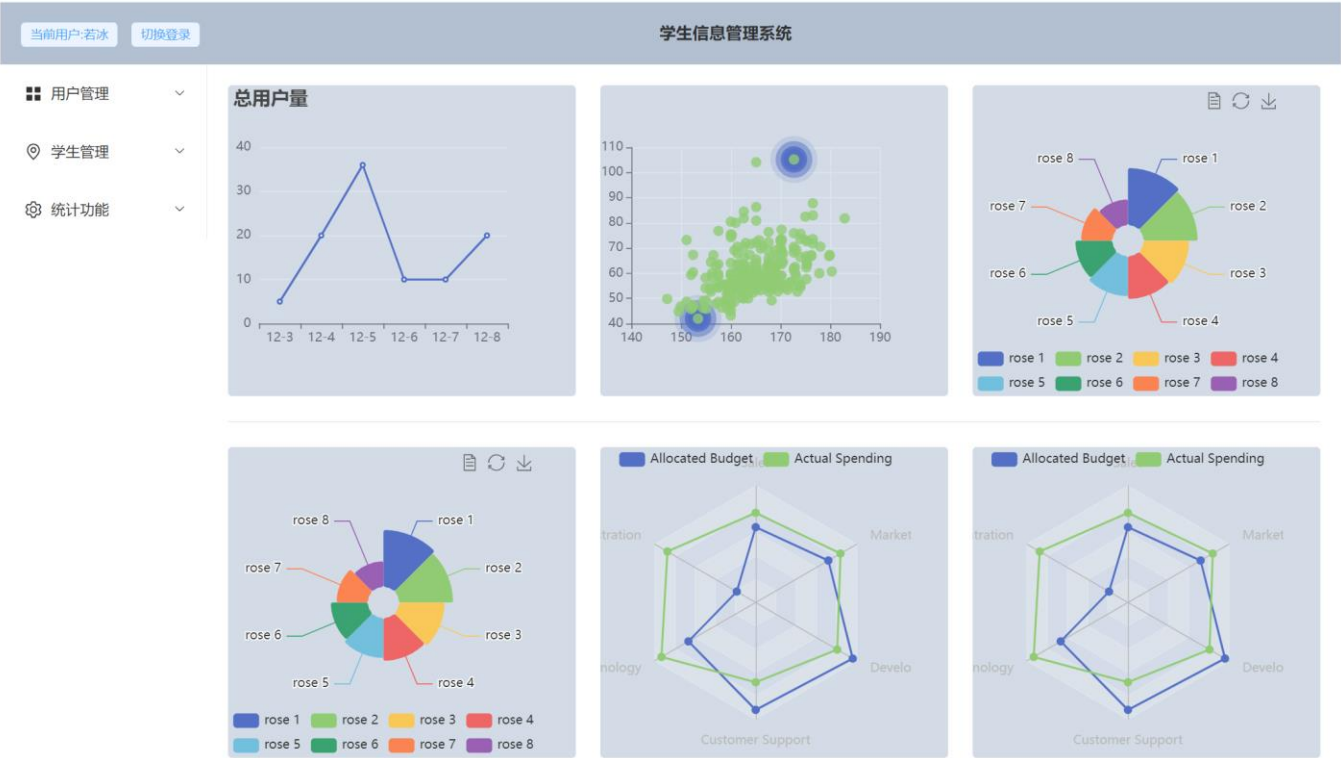 当前用户:若冰 切换登录 学生信息管理系统
用户管理
学生管理
统计功能
总用户量
40
30
20
10
0
12-3 12-4 12-5 12-6 12-7 12-8
110
100
90
80
70
60
50
40
140 150 160 170 180 190
rose 8 rose 1
rose 7 rose 2
rose 6 rose 3
rose 5 rose 4
rose 1 rose 2 rose 3 rose 4
rose 5 rose 6 rose 7 rose 8
rose 8 rose 1
rose 7 rose 2
rose 6 rose 3
rose 5 rose 4
rose 1 rose 2 rose 3 rose 4
rose 5 rose 6 rose 7 rose 8
Allocated Budget Actual Spending
tration Market
nology Develo
Customer Support
Allocated Budget Actual Spending
tration Market
nology Develo
Customer Support